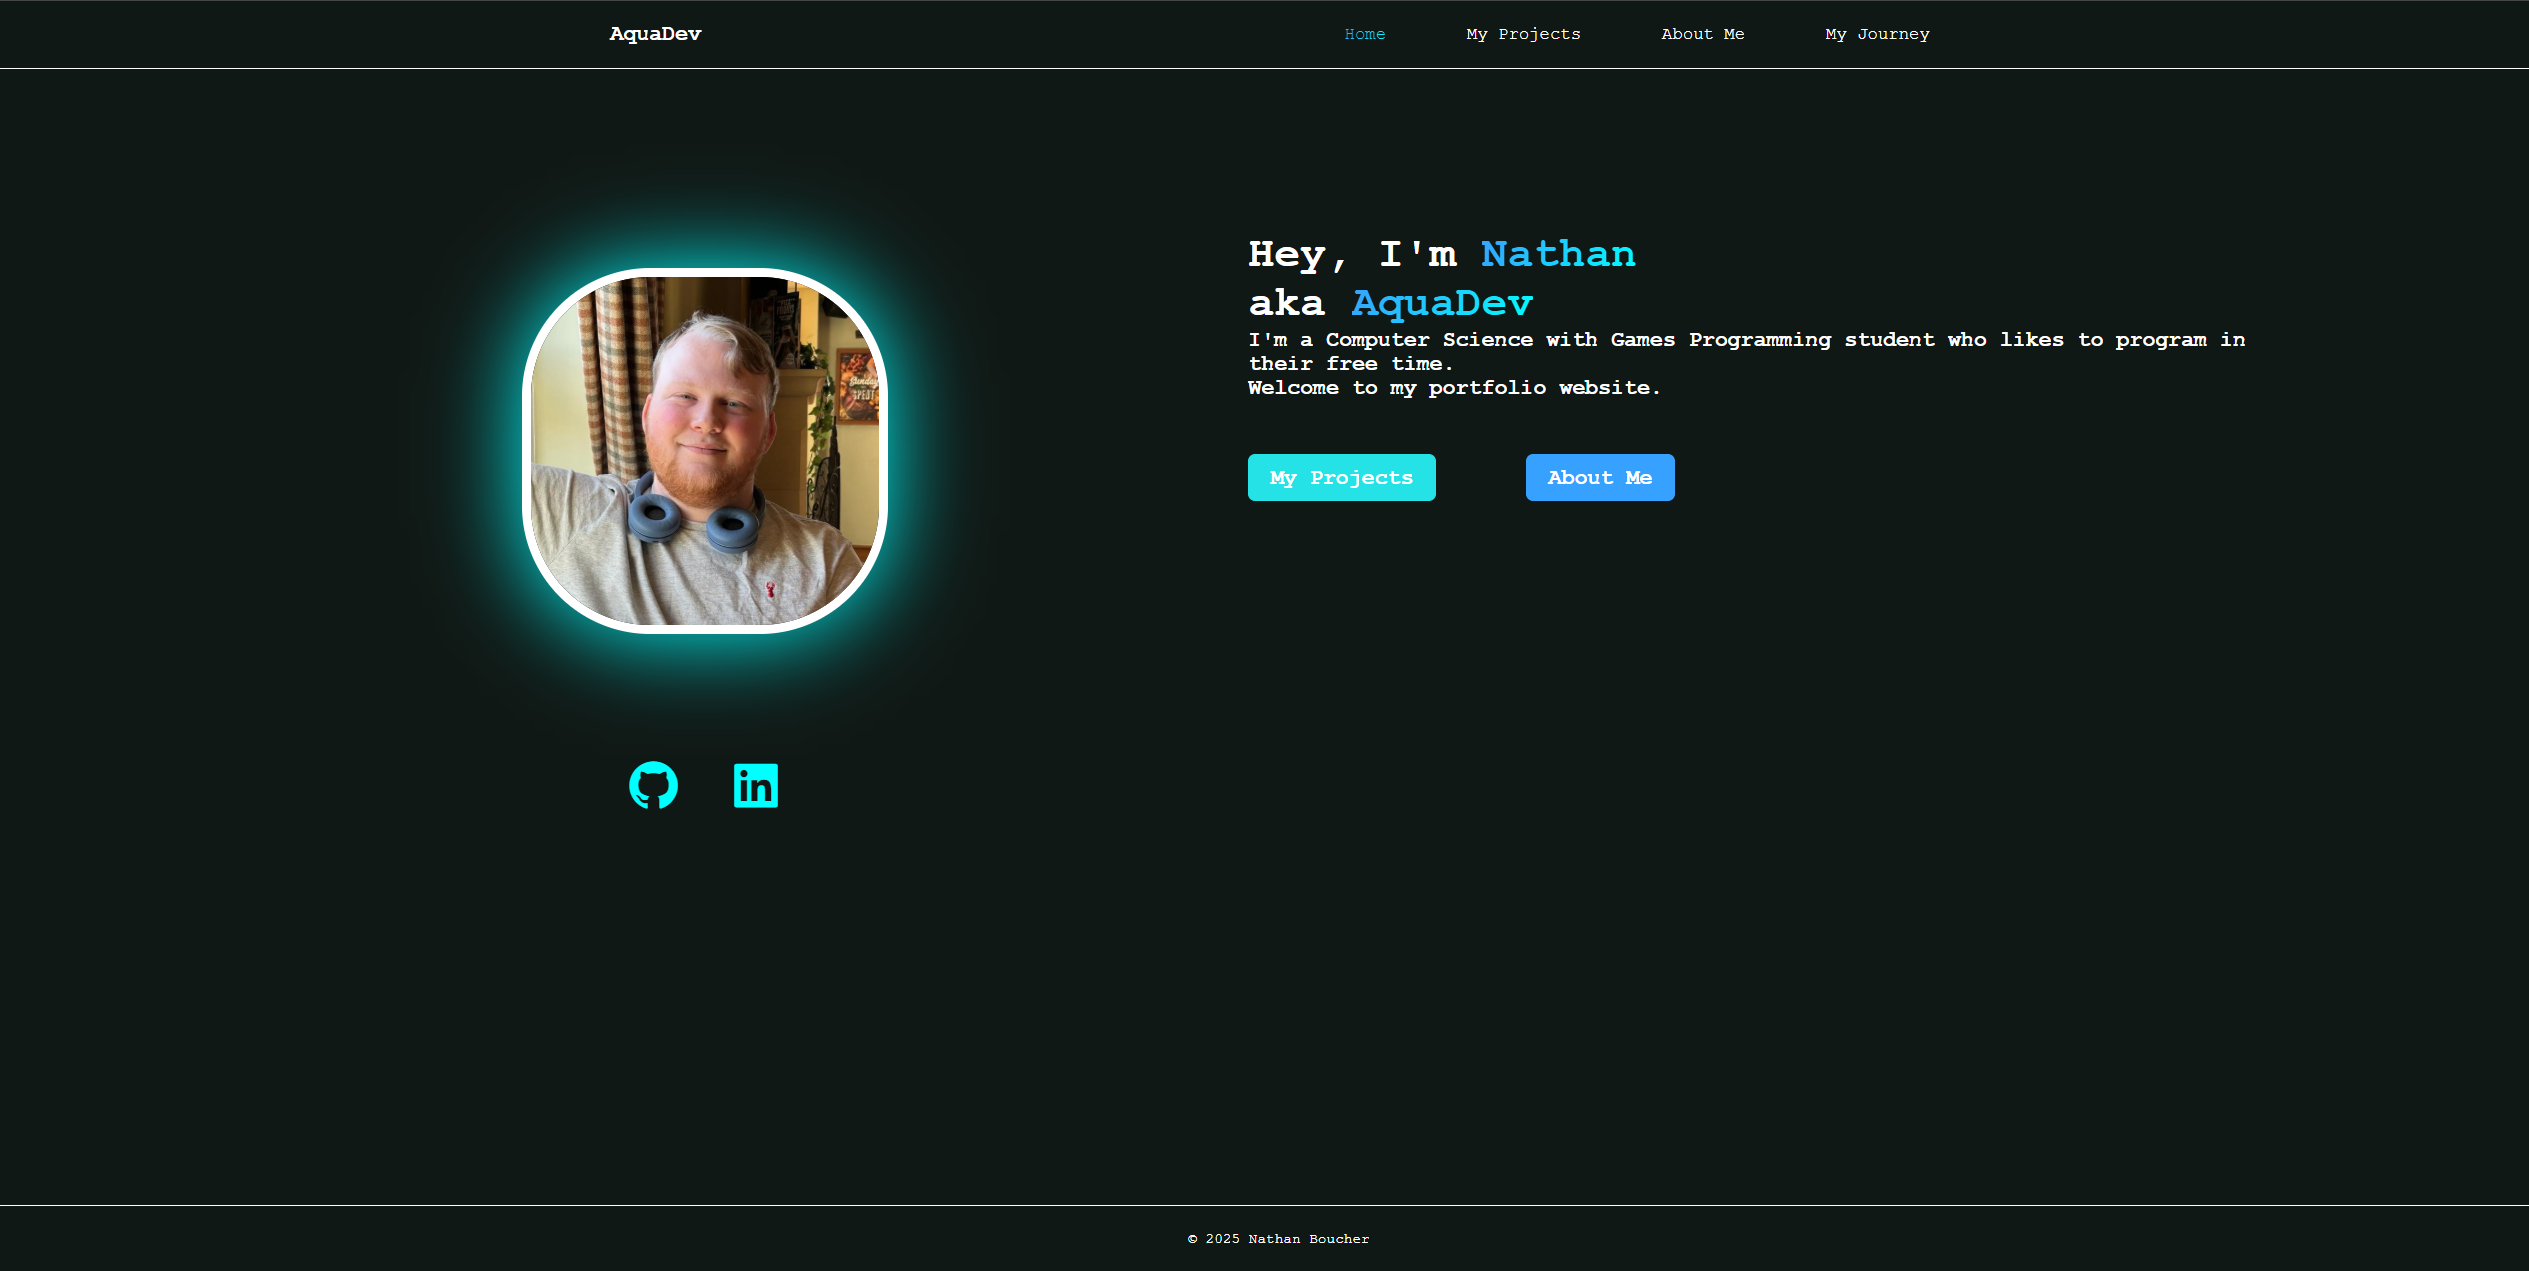 AquaDev
Home
My Projects
About Me
My Journey
Hey, I'm Nathan
aka AquaDev
I'm a Computer Science with Games Programming student who likes to program in
their free time.
Welcome to my portfolio website.
My Projects
About Me
Sunday
in
© 2025 Nathan Boucher